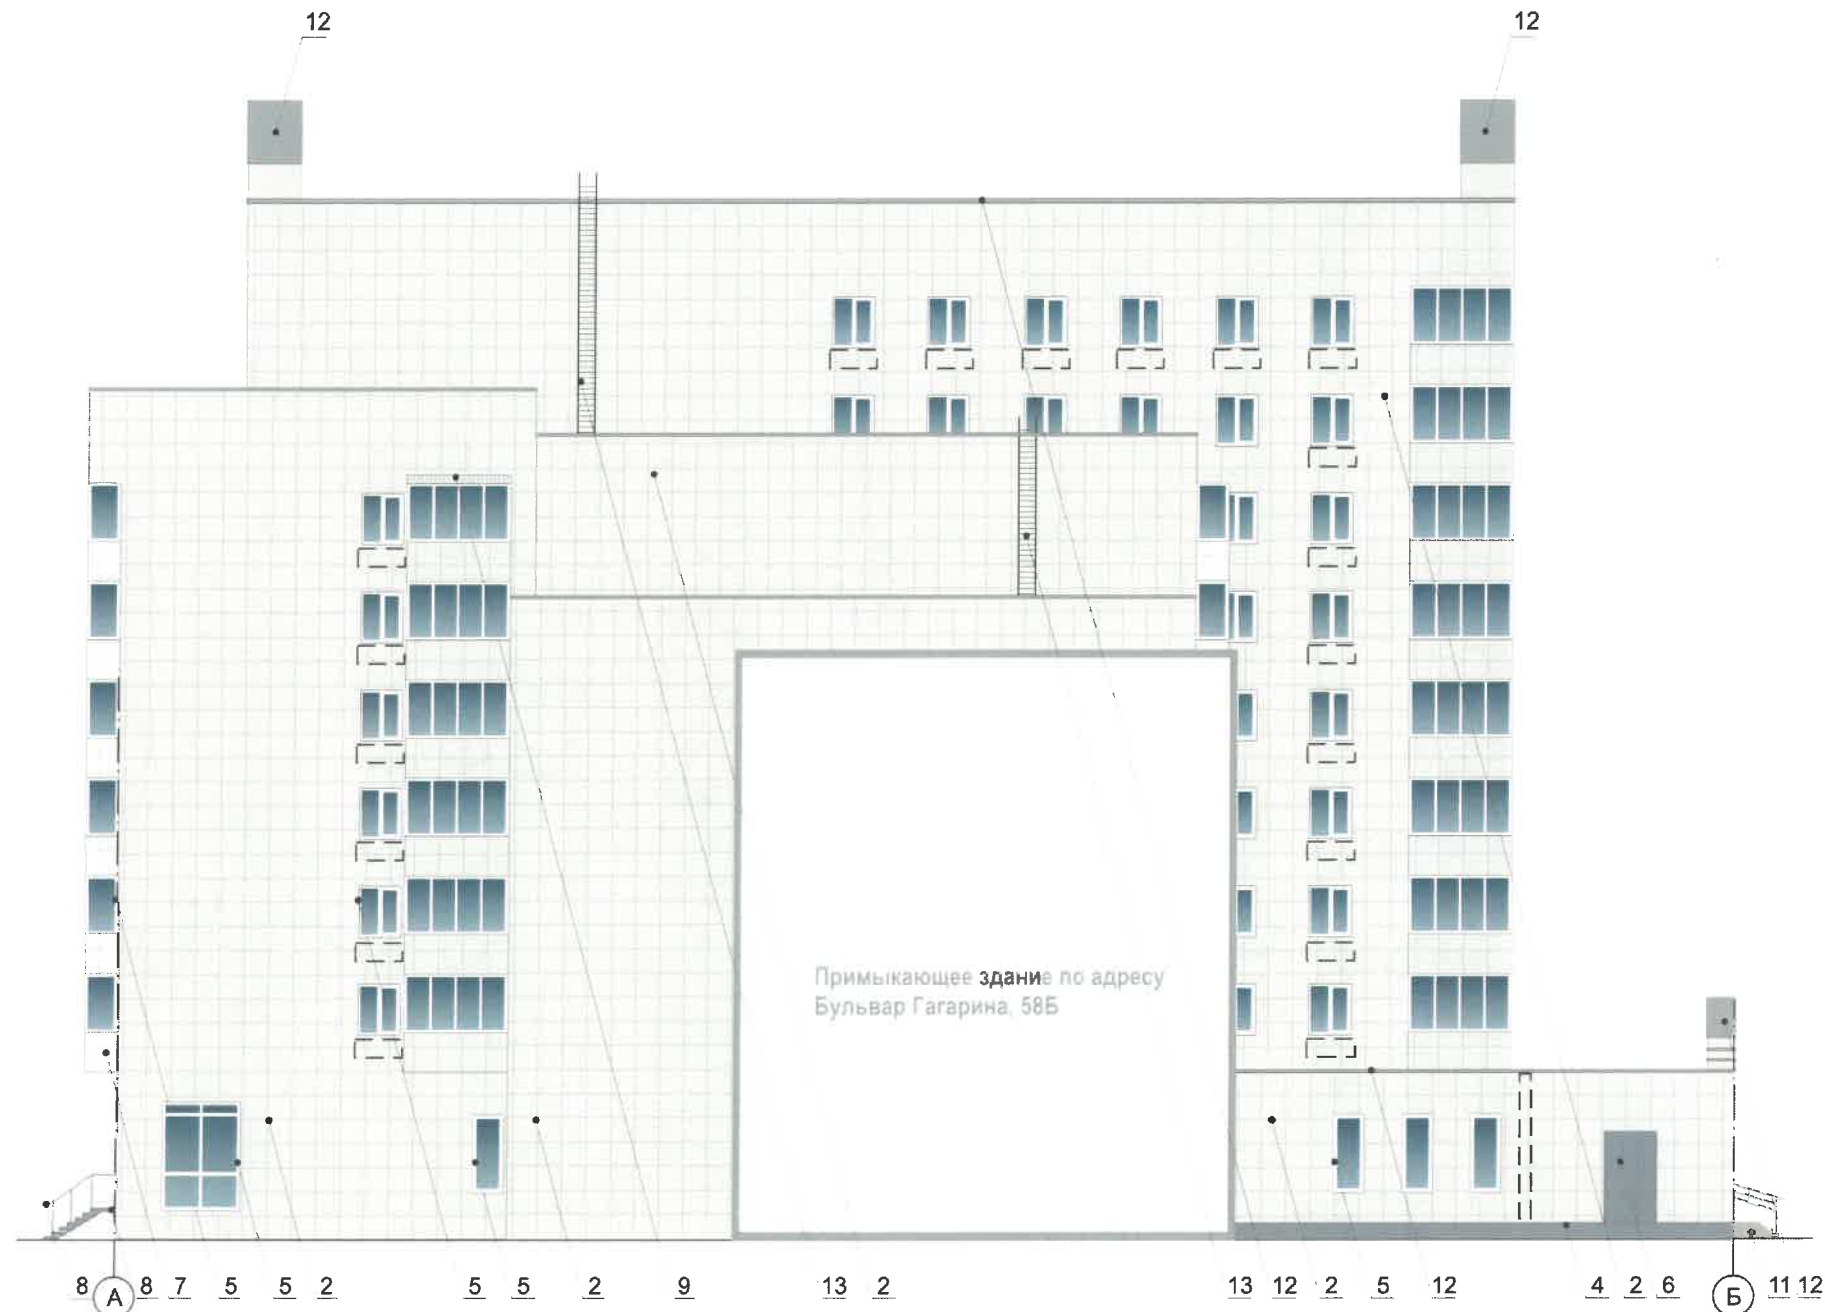 12 12
Примыкающее здание по адресу
Бульвар Гагарина, 58Б
8 А 8 7 5 5 2 5 5 2 9 13 2 13 12 2 5 12 4 2 6 Б 11 12